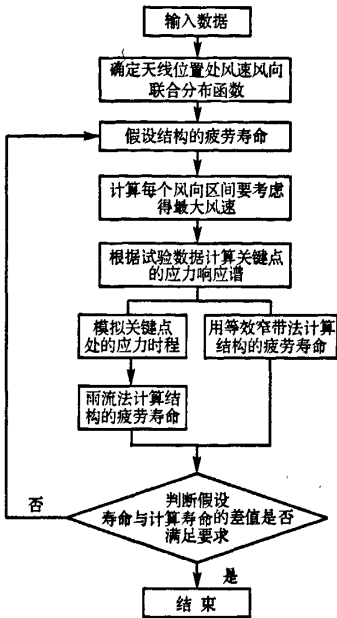 输入数据
确定天线位置处风速风向
联合分布函数
假设结构的疲劳寿命
计算每个风向区间要考虑
得最大风速
根据试验数据计算关键点
的应力响应谱
模拟关键点
处的应力时程
用等效窄带法计算
结构的疲劳寿命
雨流法计算结
构的疲劳寿命
否
判断假设
寿命与计算寿命的差值是否
满足要求
是
结 束